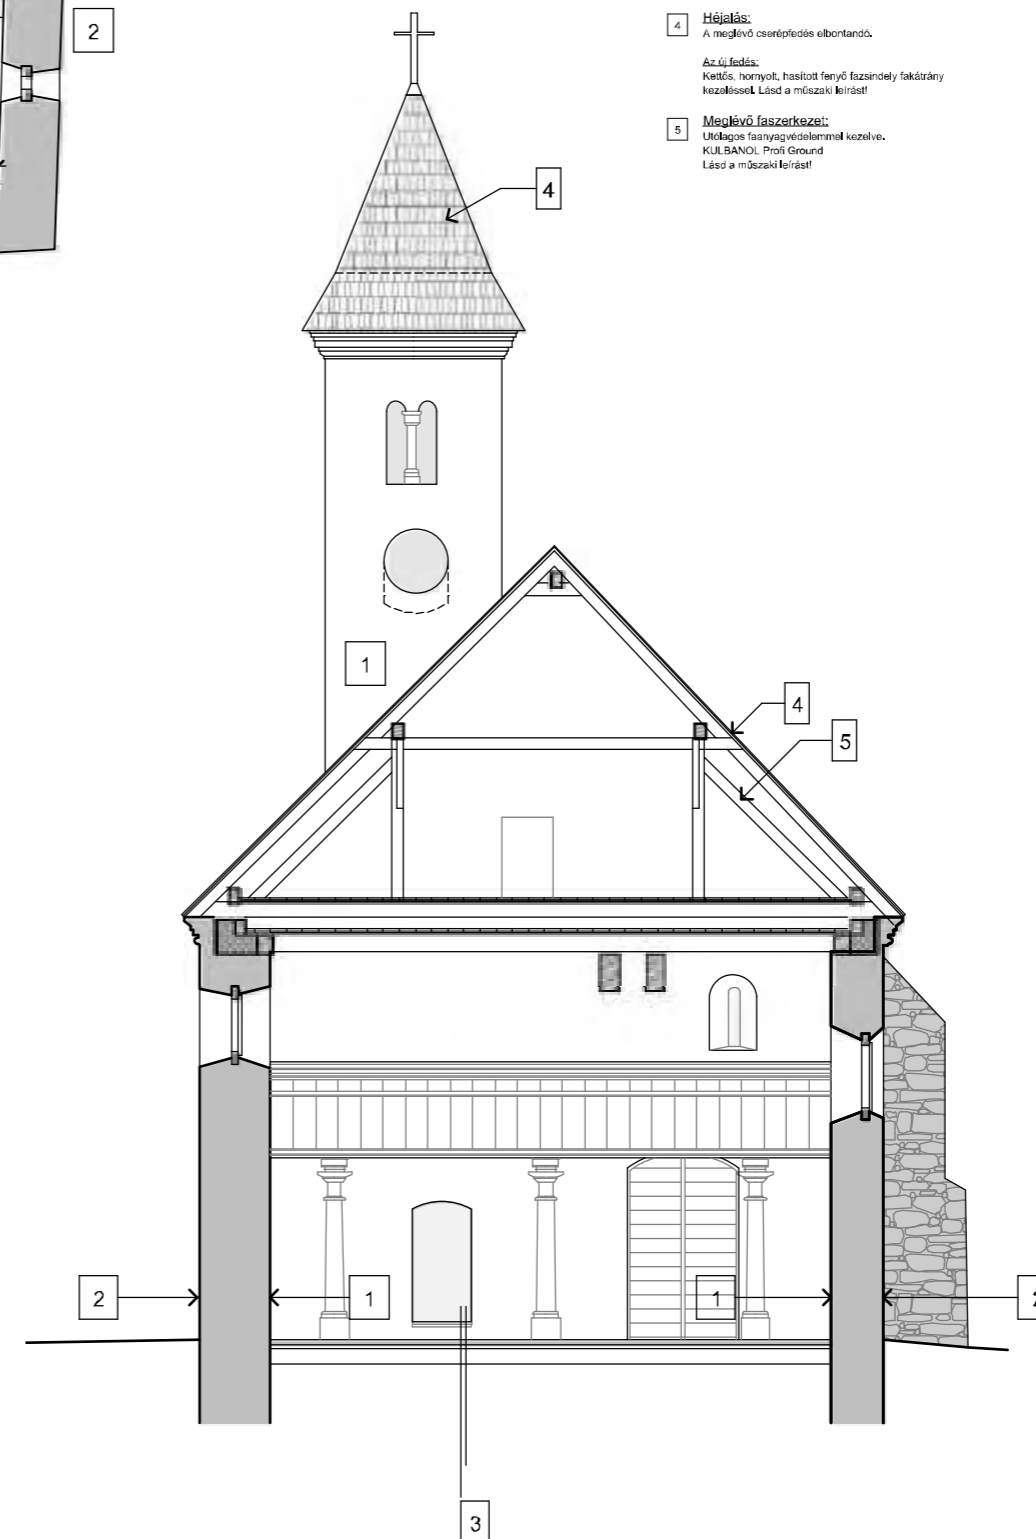 2
4
Héjalás:
A meglévő cserépfedés elbontandó.
Az új fedés:
Kettős, hornyolt, hasított fenyő fazsindely fakátrány
kezeléssel. Lásd a műszaki leírást!
5
Meglévő faszerkezet:
Utólagos faanyagvédelemmel kezelve.
KULBANOL Profi Ground
Lásd a műszaki leírást!
4
1
4
5
2
1
1
2
3